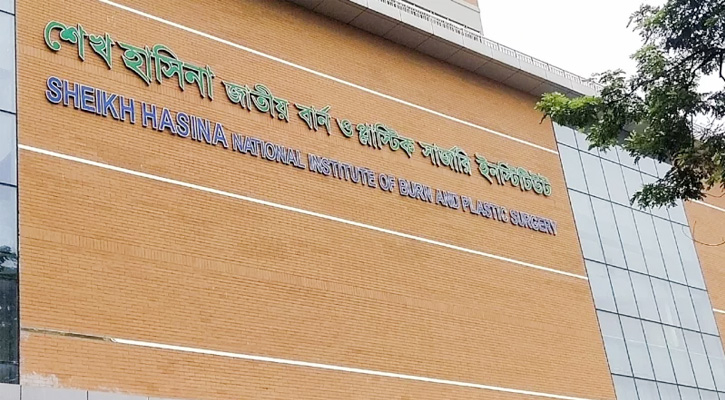 শেখ হাসিনা জাতীয় বার্ন ও প্লাস্টিক সার্জারি ইনস্টিটিউট
SHEIKH HASINA NATIONAL INSTITUTE OF BURN AND PLASTIC SURGERY